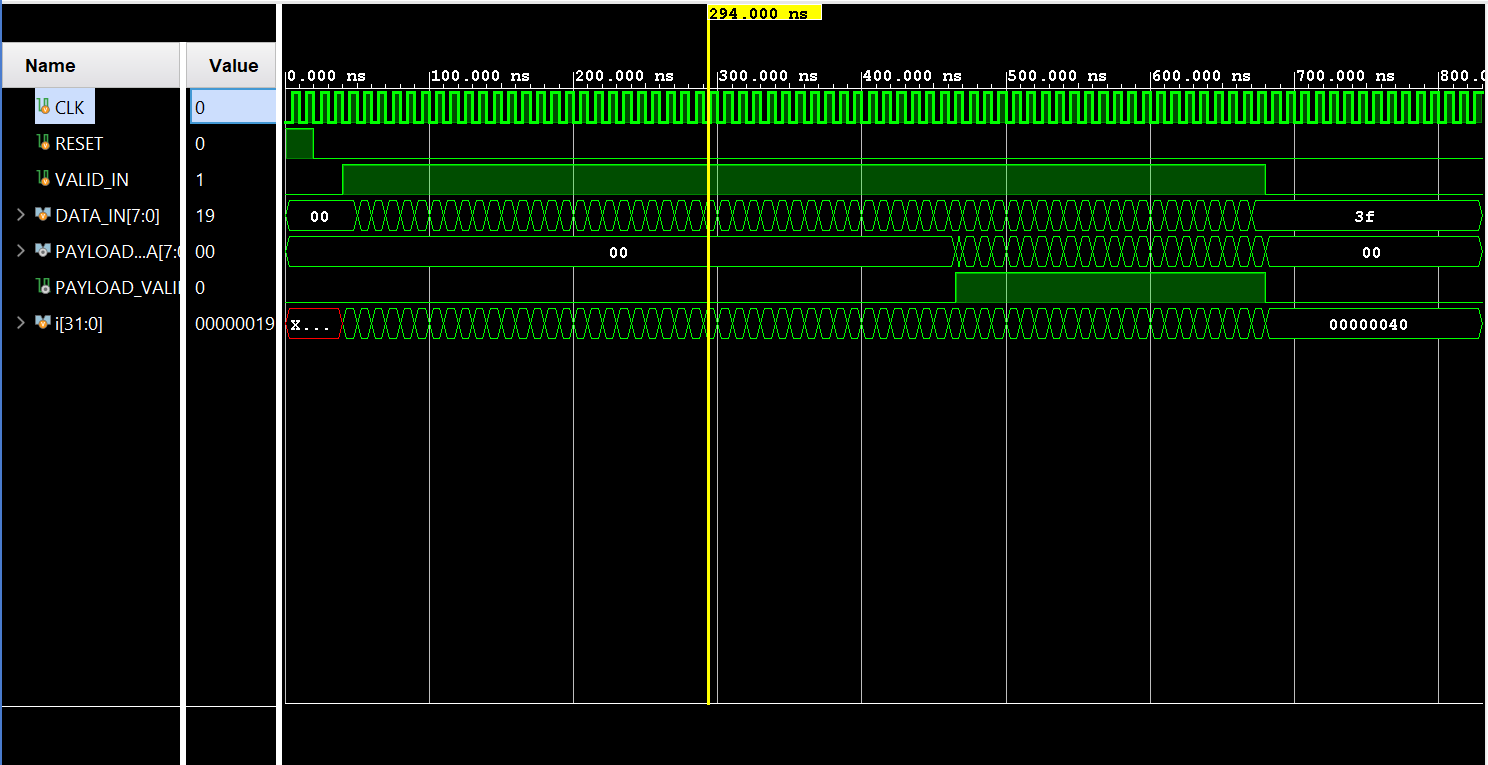 294.000 ns
Name Value
0.000 ns 100.000 ns 200.000 ns 300.000 ns 400.000 ns 500.000 ns 600.000 ns 700.000 ns 800.0
CLK 0
RESET 0
VALID_IN 1
DATA_IN[7:0] 19 00 3f
PAYLOAD...A[7:0 00 00 00
PAYLOAD_VALI 0
i[31:0] 00000019 x... 00000040